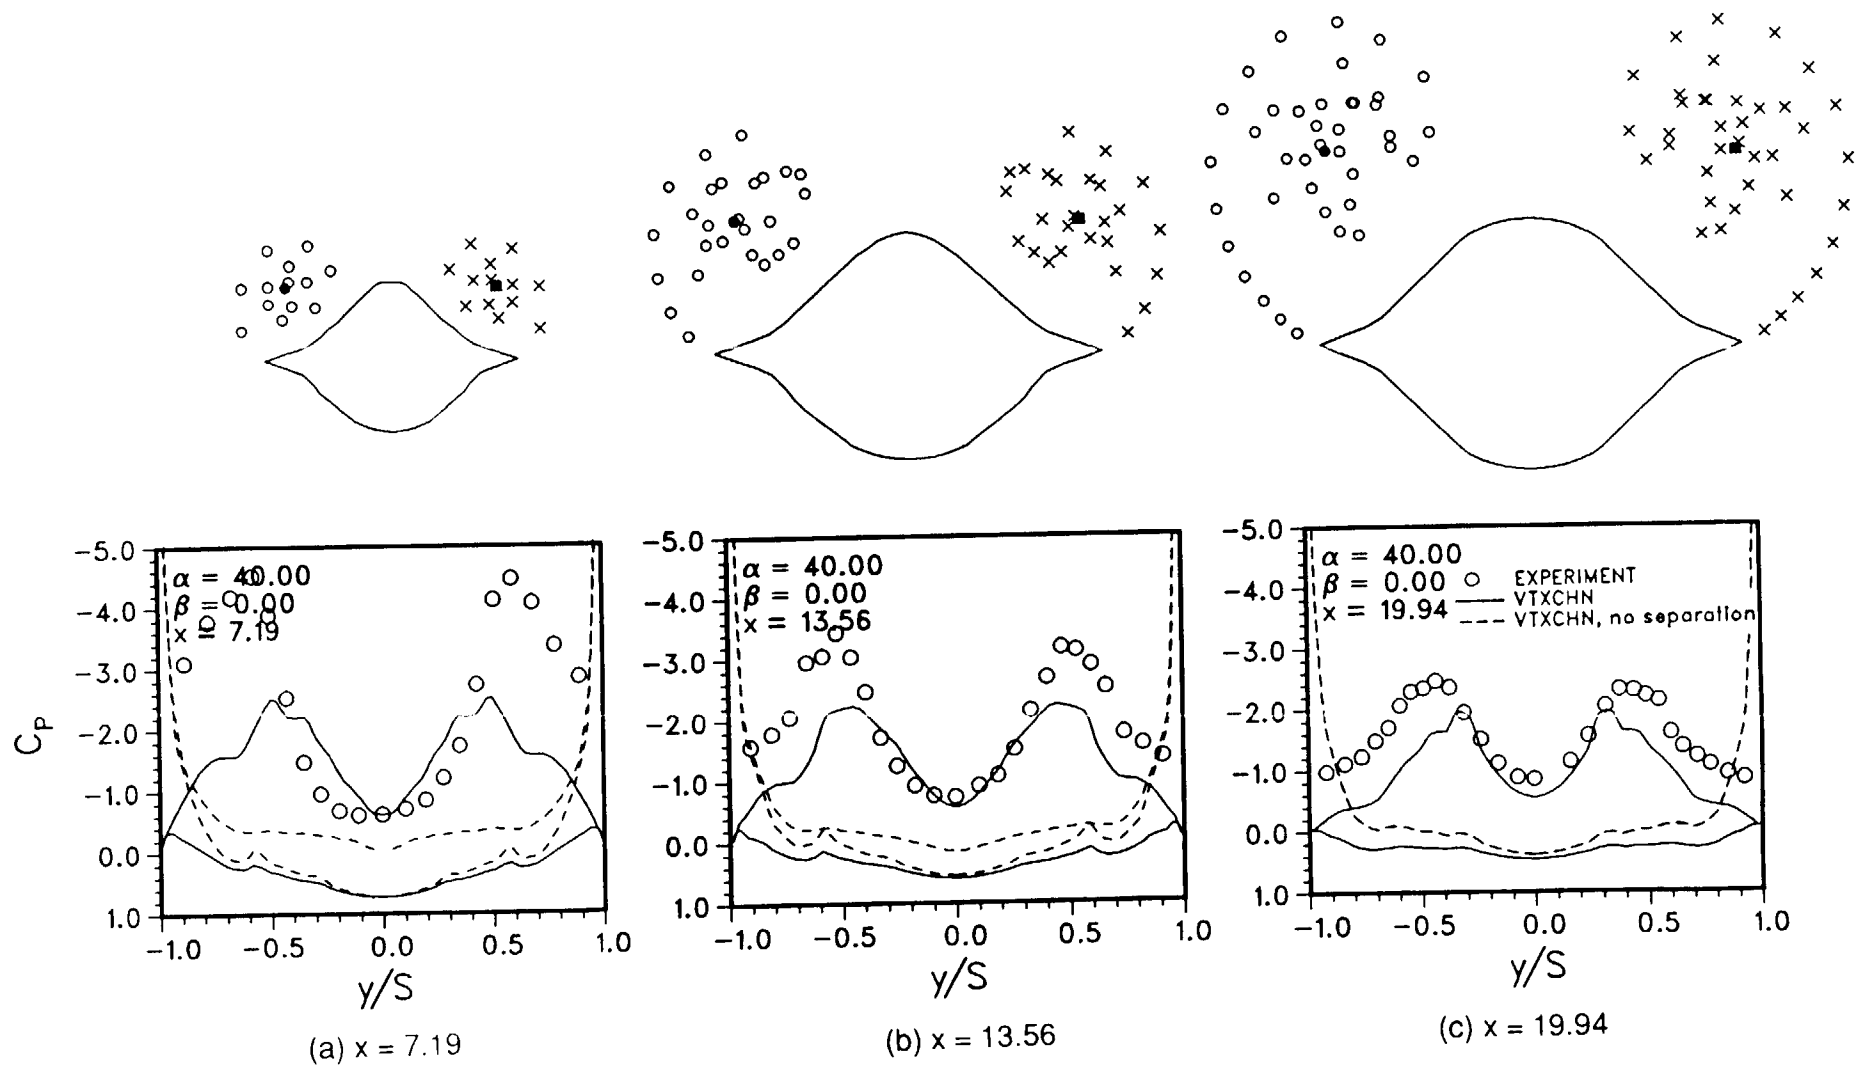 −5.0
−4.0
−3.0
−2.0
−1.0
0.0
1.0
CP
α = 40.00
β = 0.00
x = 7.19
−1.0 −0.5 0.0 0.5 1.0
y/S
(a) x = 7.19
−5.0
−4.0
−3.0
−2.0
−1.0
0.0
1.0
α = 40.00
β = 0.00
x = 13.56
−1.0 −0.5 0.0 0.5 1.0
y/S
(b) x = 13.56
−5.0
−4.0
−3.0
−2.0
−1.0
0.0
1.0
α = 40.00
β = 0.00
x = 19.94
EXPERIMENT
VTXCHN
VTXCHN, no separation
−1.0 −0.5 0.0 0.5 1.0
y/S
(c) x = 19.94